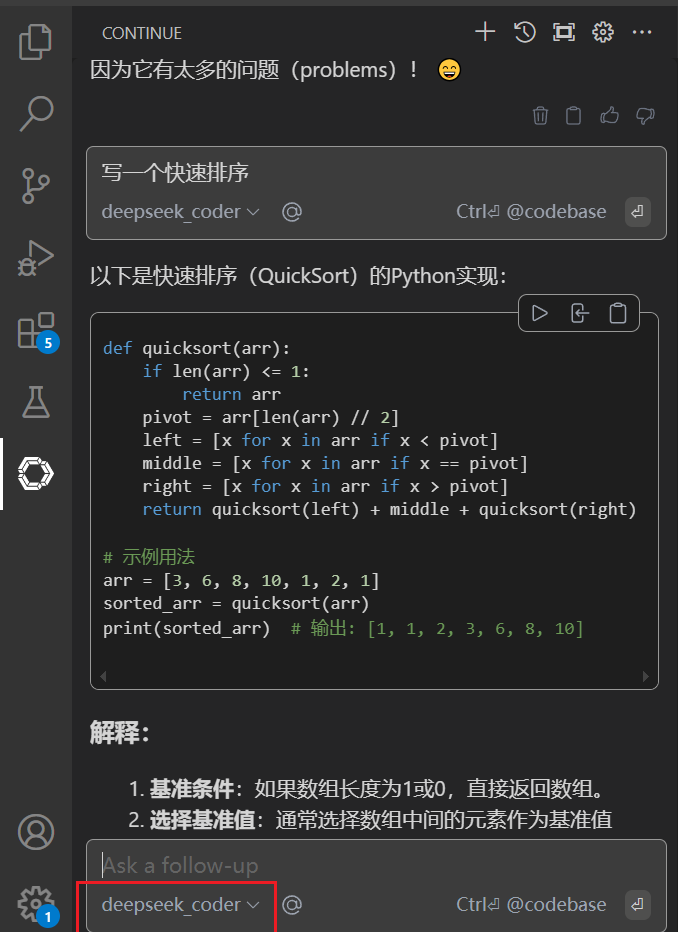 CONTINUE
因为它有太多的问题（problems）！ 😄
写一个快速排序
deepseek_coder @ Ctrl⏎ @codebase ⏎
以下是快速排序（QuickSort）的Python实现：
def quicksort(arr):
    if len(arr) <= 1:
        return arr
    pivot = arr[len(arr) // 2]
    left = [x for x in arr if x < pivot]
    middle = [x for x in arr if x == pivot]
    right = [x for x in arr if x > pivot]
    return quicksort(left) + middle + quicksort(right)
# 示例用法
arr = [3, 6, 8, 10, 1, 2, 1]
sorted_arr = quicksort(arr)
print(sorted_arr)  # 输出: [1, 1, 2, 3, 6, 8, 10]
5
解释：
1. 基准条件：如果数组长度为1或0，直接返回数组。
2. 选择基准值：通常选择数组中间的元素作为基准值
Ask a follow-up
deepseek_coder @ Ctrl⏎ @codebase ⏎
1